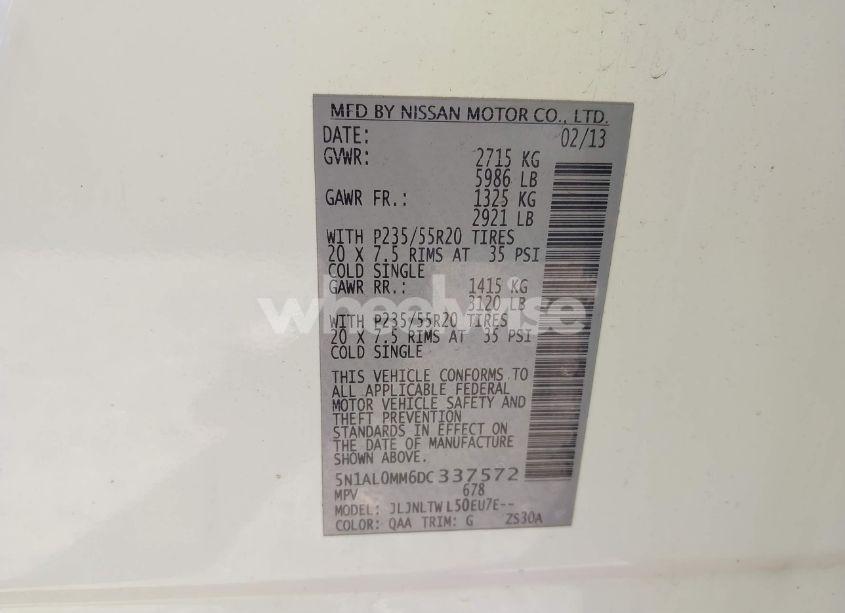 MFD BY NISSAN MOTOR CO., LTD.
DATE: 02/13
GVWR: 2715 KG
5986 LB
GAWR FR.: 1325 KG
2921 LB
WITH P235/55R20 TIRES
20 X 7.5 RIMS AT 35 PSI
COLD SINGLE
GAWR RR.: 1415 KG
3120 LB
WITH P235/55R20 TIRES
20 X 7.5 RIMS AT 35 PSI
COLD SINGLE
THIS VEHICLE CONFORMS TO
ALL APPLICABLE FEDERAL
MOTOR VEHICLE SAFETY AND
THEFT PREVENTION
STANDARDS IN EFFECT ON
THE DATE OF MANUFACTURE
SHOWN ABOVE.
5N1AL0MM6DC337572
MPV 678
MODEL: JLJNLTWL50EU7E--
COLOR: QAA TRIM: G ZS30A
wheelwise